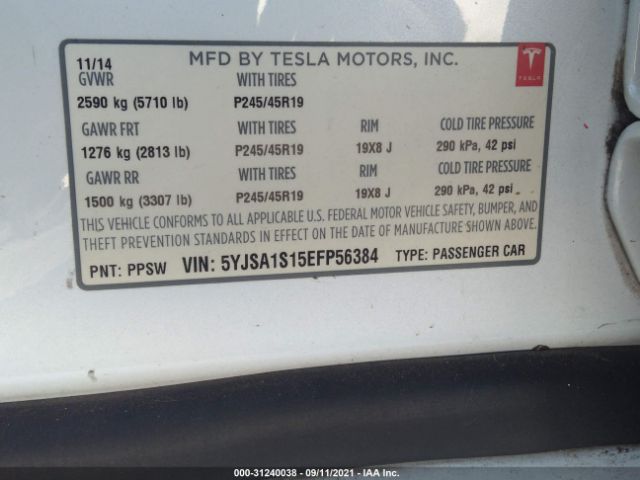 11/14 MFD BY TESLA MOTORS, INC.
GVWR WITH TIRES
2590 kg (5710 lb) P245/45R19
GAWR FRT WITH TIRES RIM COLD TIRE PRESSURE
1276 kg (2813 lb) P245/45R19 19X8 J 290 kPa, 42 psi
GAWR RR WITH TIRES RIM COLD TIRE PRESSURE
1500 kg (3307 lb) P245/45R19 19X8 J 290 kPa, 42 psi
THIS VEHICLE CONFORMS TO ALL APPLICABLE U.S. FEDERAL MOTOR VEHICLE SAFETY, BUMPER, AND
THEFT PREVENTION STANDARDS IN EFFECT ON THE DATE OF MANUFACTURE SHOWN ABOVE.
PNT: PPSW VIN: 5YJSA1S15EFP56384 TYPE: PASSENGER CAR
TESLA
000-31240038 - 09/11/2021 - IAA Inc.